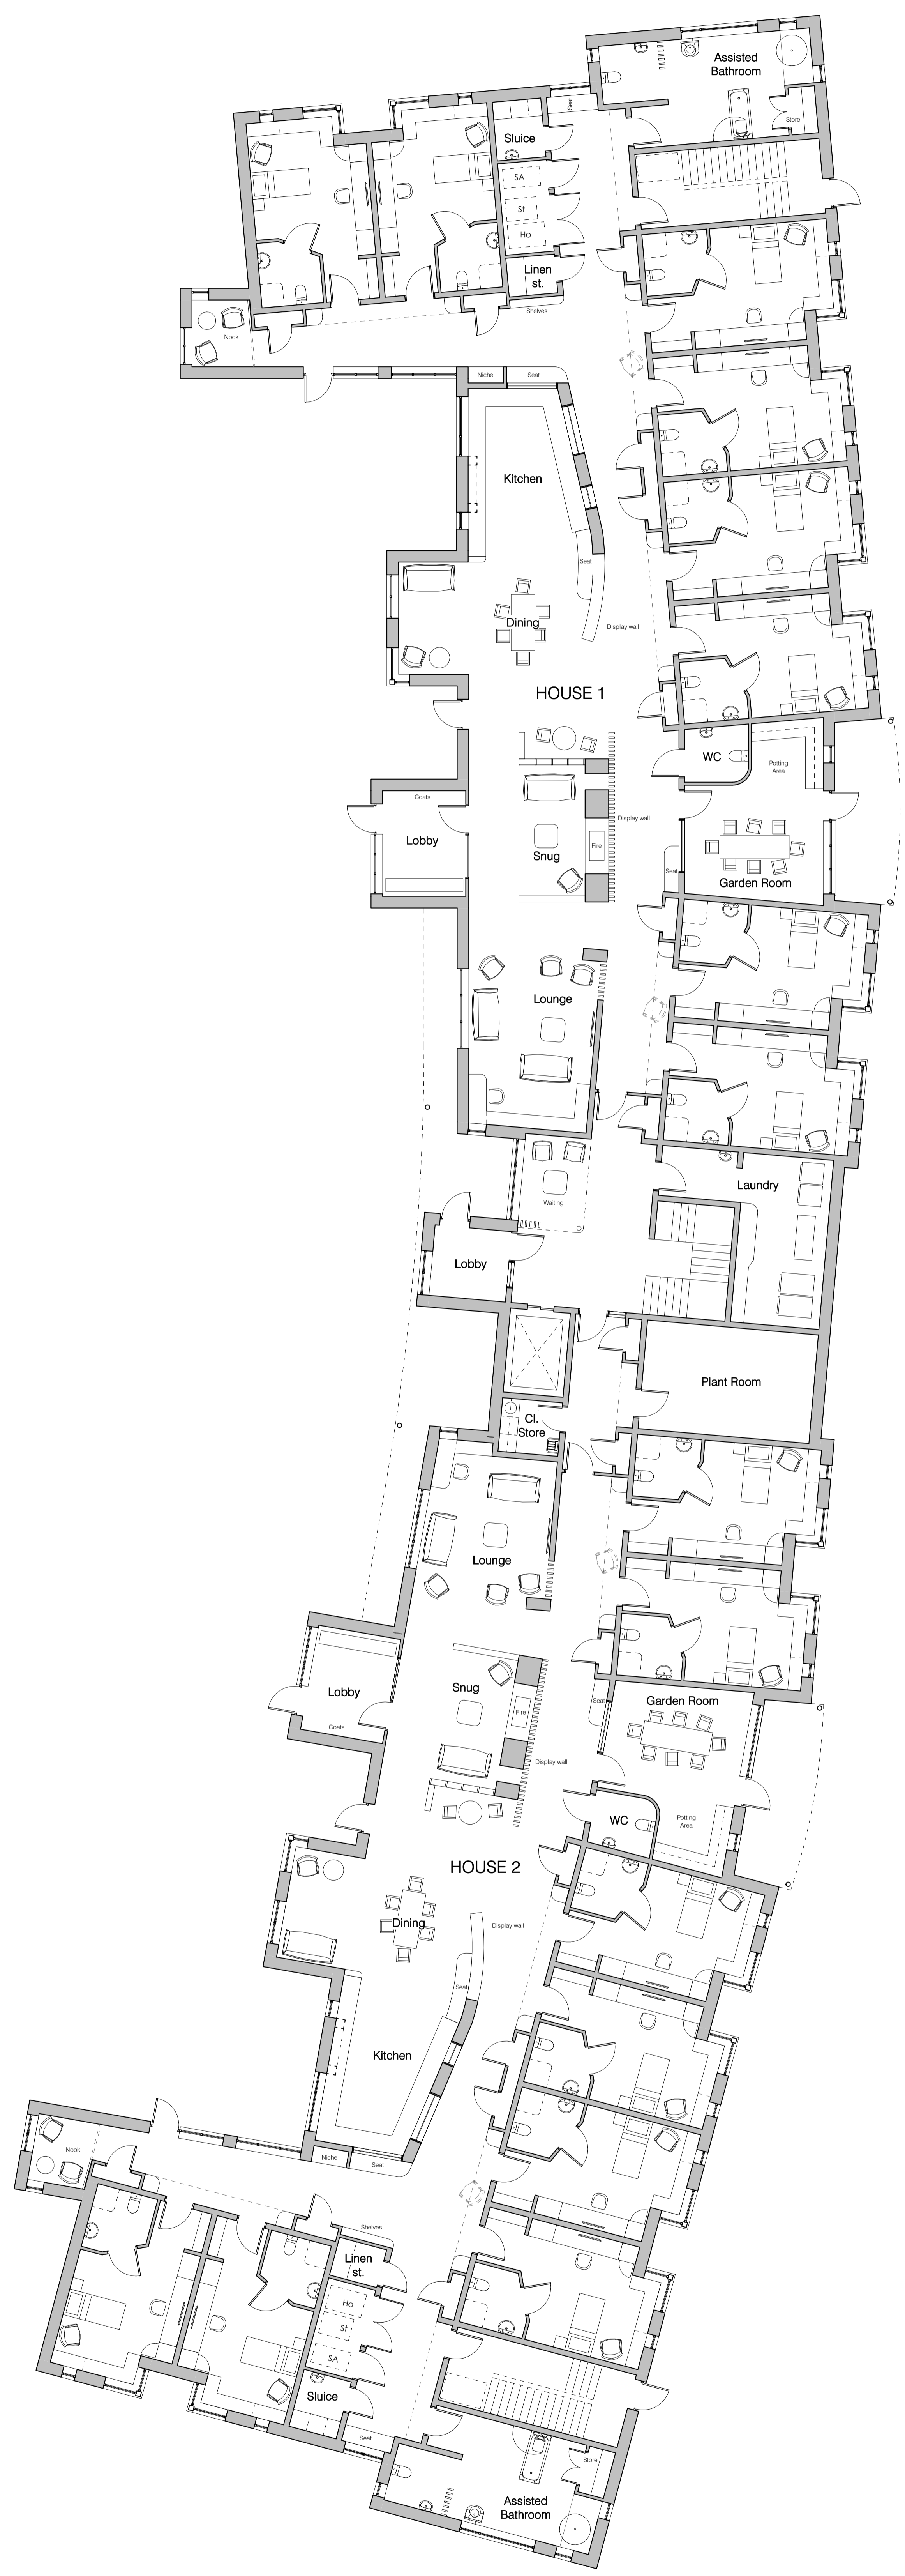 Assisted
Bathroom
Seat
Store
Sluice
SA
St
Ho
Linen
st.
Shelves
Nook
Niche
Seat
Kitchen
Seat
Dining
Display wall
HOUSE 1
WC
Potting
Area
Coats
Display wall
Lobby
Fire
Snug
Seat
Garden Room
Lounge
Laundry
Waiting
Lobby
Plant Room
Cl.
Store
Lounge
Snug
Lobby
Seat
Garden Room
Fire
Coats
Display wall
WC
Potting
Area
HOUSE 2
Dining
Display wall
Seat
Kitchen
Nook
Niche
Seat
Shelves
Linen
st.
Ho
St
SA
Sluice
Seat
Store
Assisted
Bathroom